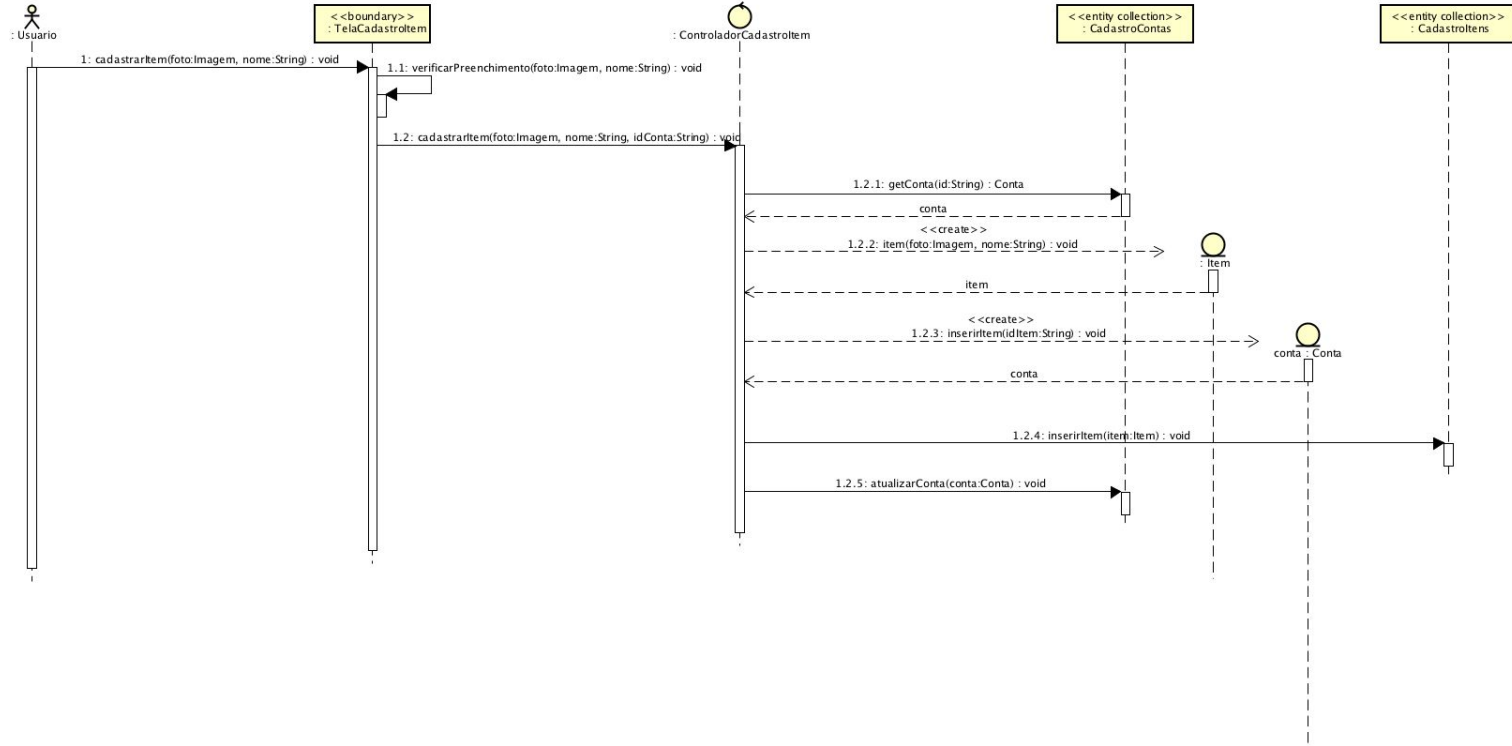 <<boundary>>
: TelaCadastroItem
<<entity collection>>
: CadastroContas
<<entity collection>>
: CadastroItens
: Usuario
: ControladorCadastroItem
1: cadastrarItem(foto:Imagem, nome:String) : void
1.1: verificarPreenchimento(foto:Imagem, nome:String) : void
1.2: cadastrarItem(foto:Imagem, nome:String, idConta:String) : void
1.2.1: getConta(id:String) : Conta
conta
<<create>>
1.2.2: item(foto:Imagem, nome:String) : void
: Item
item
<<create>>
1.2.3: inserirItem(idItem:String) : void
conta : Conta
conta
1.2.4: inserirItem(item:Item) : void
1.2.5: atualizarConta(conta:Conta) : void